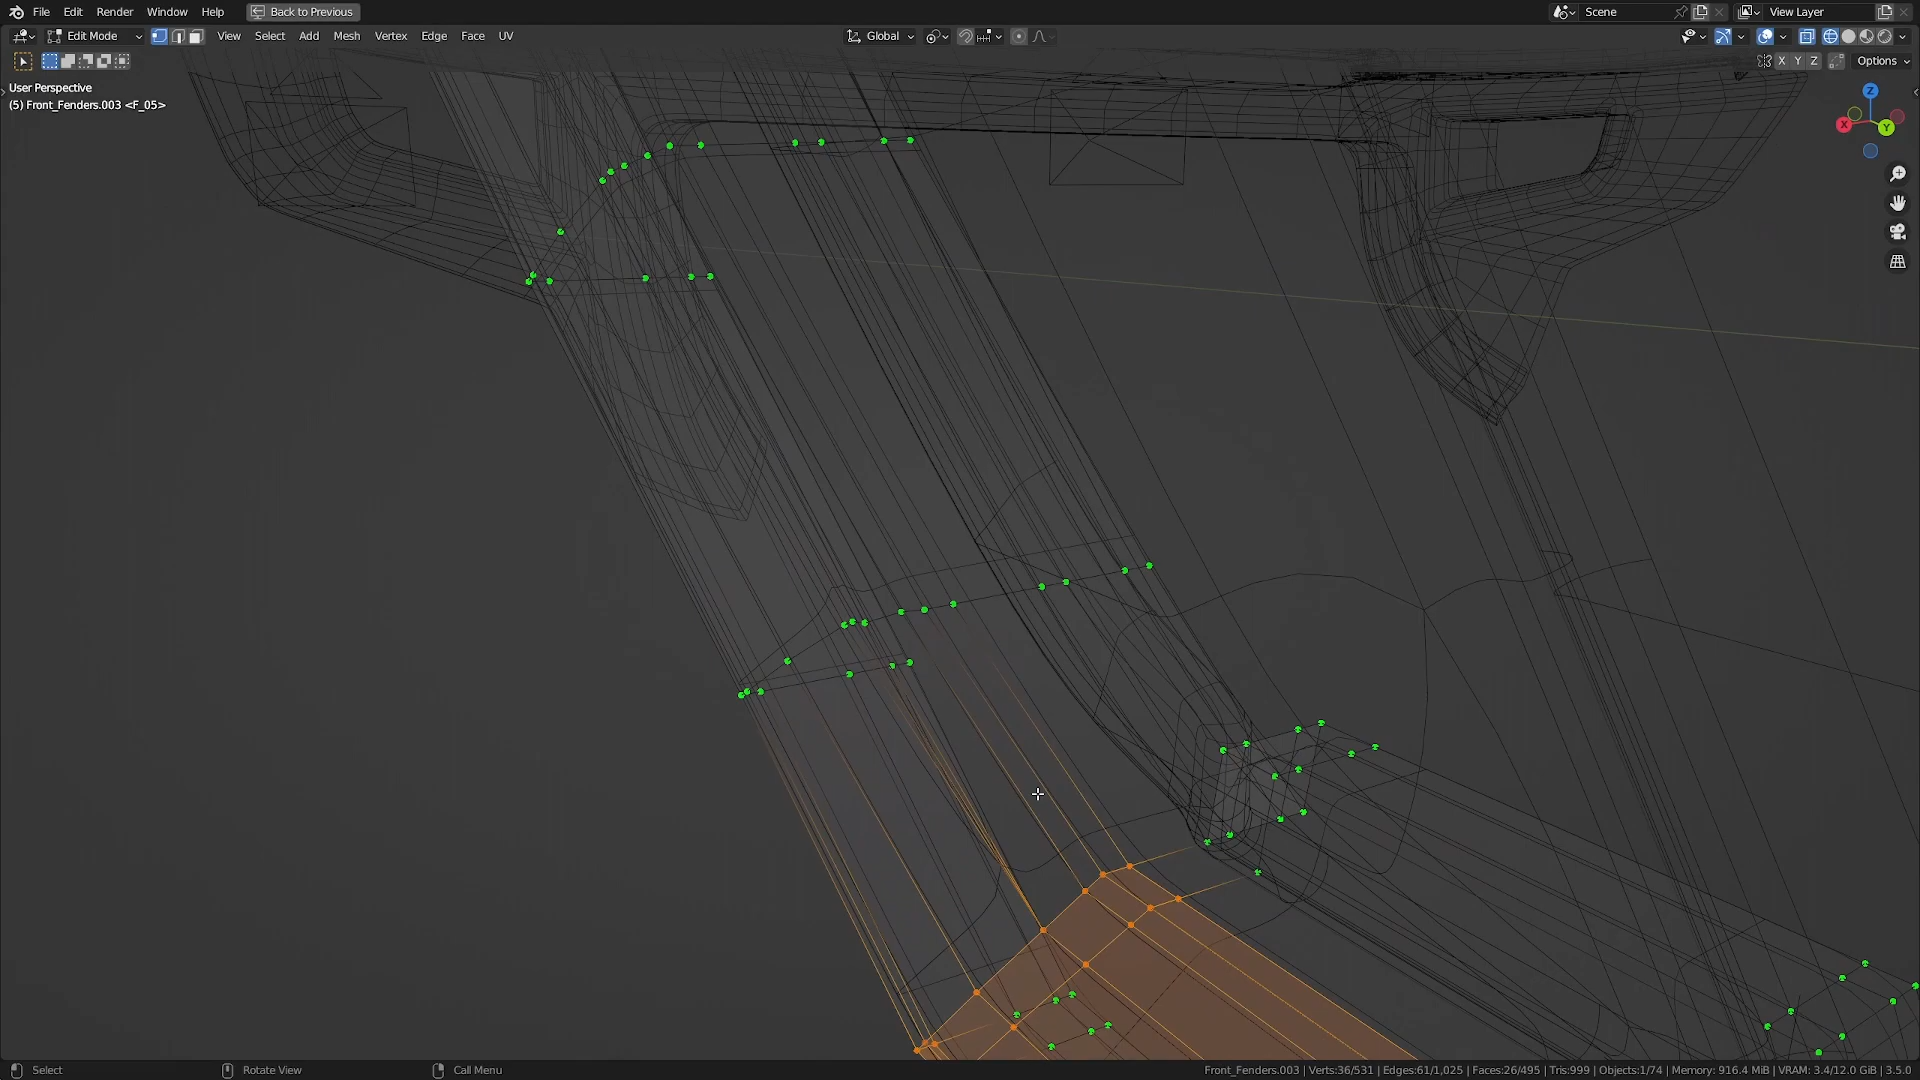 File Edit Render Window Help Back to Previous Scene View Layer
Edit Mode View Select Add Mesh Vertex Edge Face UV Global
X Y Z Options
User Perspective
(5) Front_Fenders.003 <F_05>
Z
X Y
Select Rotate View Call Menu Front_Fenders.003 | Verts:36/531 | Edges:61/1,025 | Faces:26/495 | Tris:999 | Objects:1/74 | Memory: 916.4 MiB | VRAM: 3.4/12.0 GiB | 3.5.0